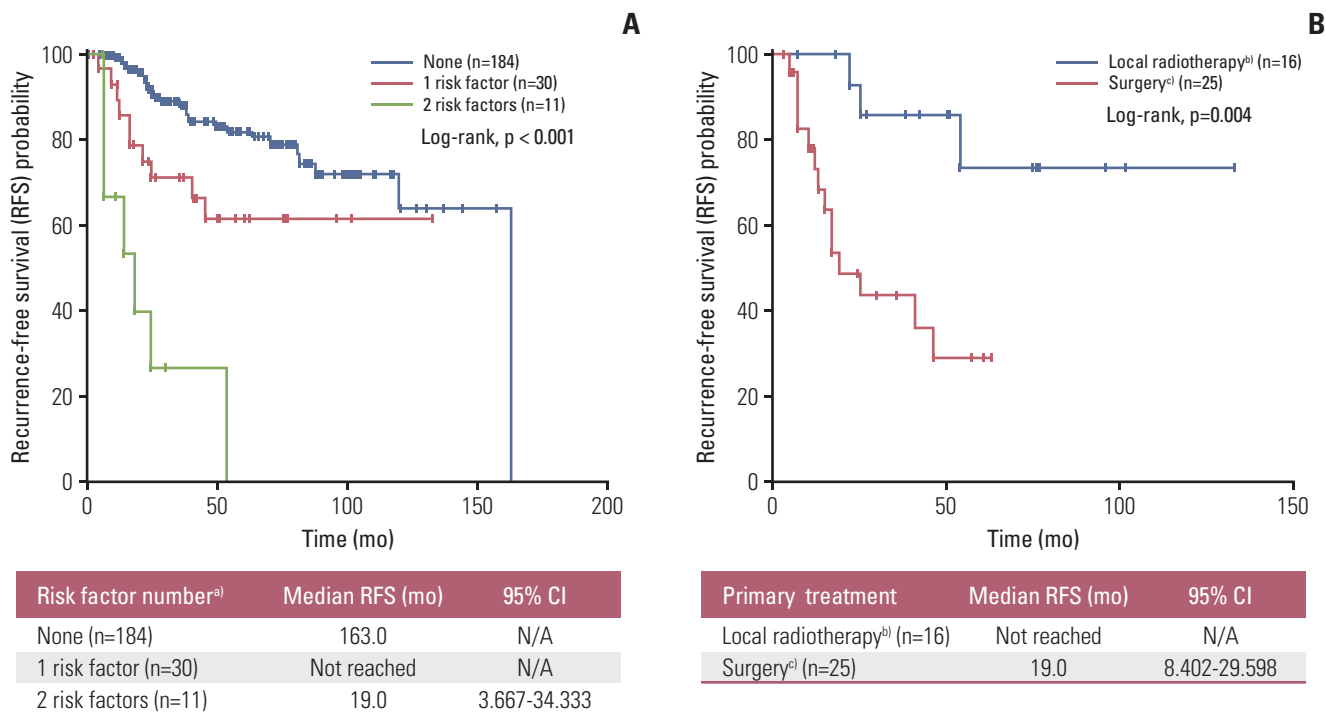 A
Recurrence-free survival (RFS) probability
100
80
60
40
20
0
0 50 100 150 200
Time (mo)
None (n=184)
1 risk factor (n=30)
2 risk factors (n=11)
Log-rank, p < 0.001
Risk factor numberᵃ⁾ Median RFS (mo) 95% CI
None (n=184) 163.0 N/A
1 risk factor (n=30) Not reached N/A
2 risk factors (n=11) 19.0 3.667-34.333
B
Recurrence-free survival (RFS) probability
100
80
60
40
20
0
0 50 100 150
Time (mo)
Local radiotherapyᵇ⁾ (n=16)
Surgeryᶜ⁾ (n=25)
Log-rank, p=0.004
Primary treatment Median RFS (mo) 95% CI
Local radiotherapyᵇ⁾ (n=16) Not reached N/A
Surgeryᶜ⁾ (n=25) 19.0 8.402-29.598